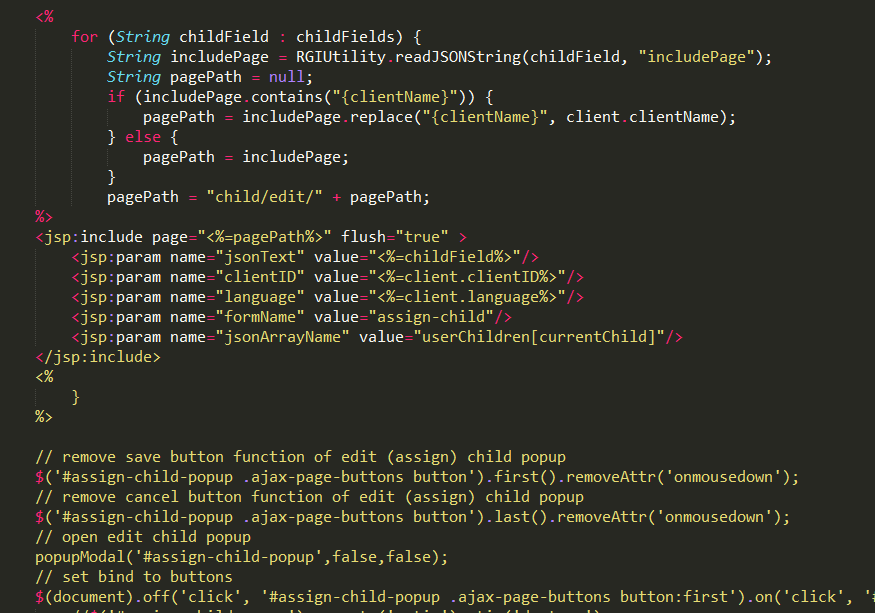 <%
for (String childField : childFields) {
String includePage = RGIUtility.readJSONString(childField, "includePage");
String pagePath = null;
if (includePage.contains("{clientName}")) {
pagePath = includePage.replace("{clientName}", client.clientName);
} else {
pagePath = includePage;
}
pagePath = "child/edit/" + pagePath;
%>
<jsp:include page="<%=pagePath%>" flush="true" >
<jsp:param name="jsonText" value="<%=childField%>"/>
<jsp:param name="clientID" value="<%=client.clientID%>"/>
<jsp:param name="language" value="<%=client.language%>"/>
<jsp:param name="formName" value="assign-child"/>
<jsp:param name="jsonArrayName" value="userChildren[currentChild]"/>
</jsp:include>
<%
}
%>
// remove save button function of edit (assign) child popup
$('#assign-child-popup .ajax-page-buttons button').first().removeAttr('onmousedown');
// remove cancel button function of edit (assign) child popup
$('#assign-child-popup .ajax-page-buttons button').last().removeAttr('onmousedown');
// open edit child popup
popupModal('#assign-child-popup',false,false);
// set bind to buttons
$(document).off('click', '#assign-child-popup .ajax-page-buttons button:first').on('click', '#